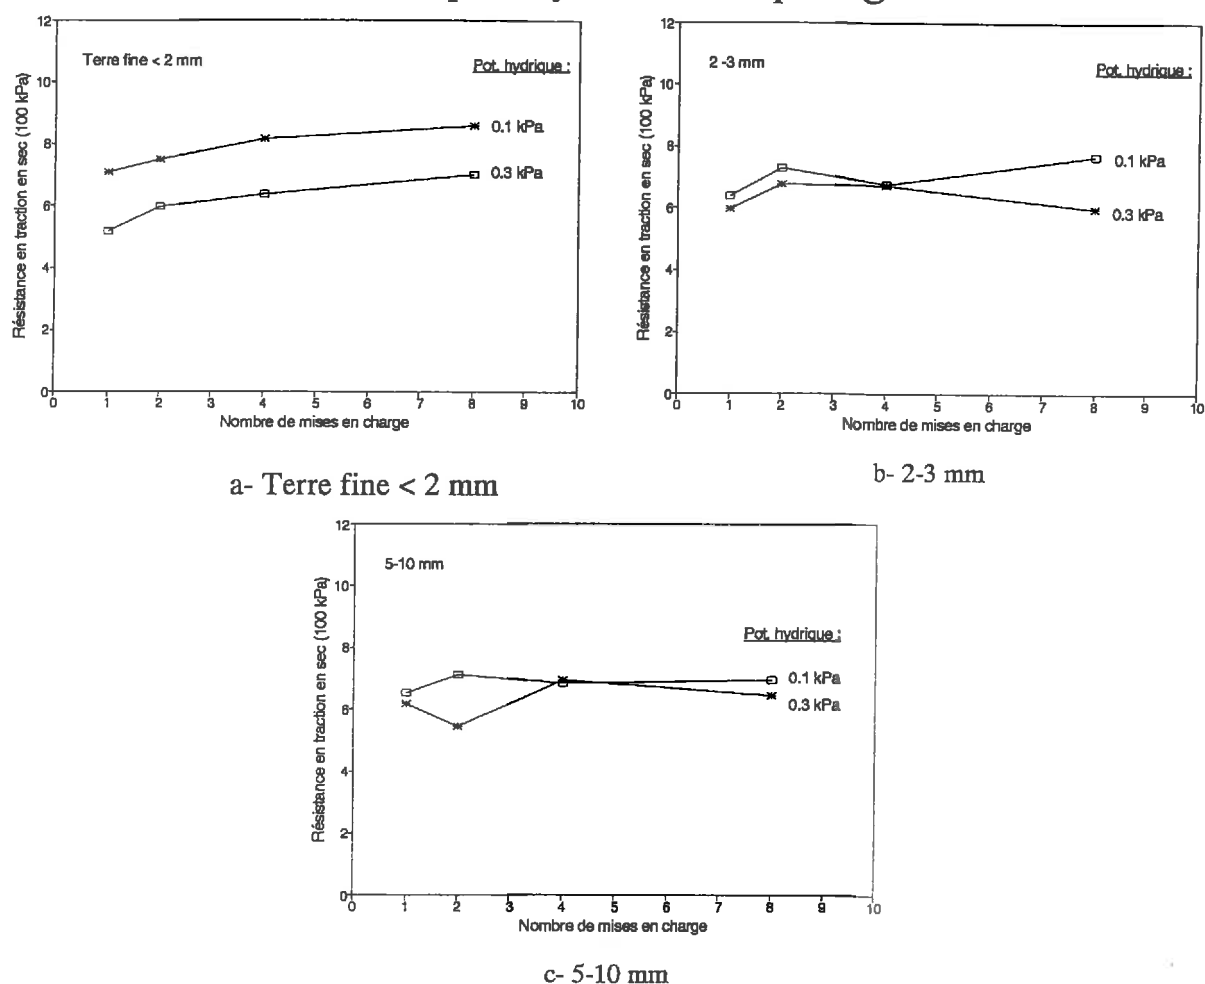 12
10
8
6
4
2
0
Résistance en traction en sec (100 kPa)
Terre fine < 2 mm
Pot. hydrique :
0.1 kPa
0.3 kPa
0 1 2 3 4 5 6 7 8 9 10
Nombre de mises en charge
a- Terre fine < 2 mm
12
10
8
6
4
2
0
Résistance en traction en sec (100 kPa)
2 -3 mm
Pot. hydrique :
0.1 kPa
0.3 kPa
0 1 2 3 4 5 6 7 8 9 10
Nombre de mises en charge
b- 2-3 mm
12
10
8
6
4
2
0
Résistance en traction en sec (100 kPa)
5-10 mm
Pot. hydrique :
0.1 kPa
0.3 kPa
0 1 2 3 4 5 6 7 8 9 10
Nombre de mises en charge
c- 5-10 mm